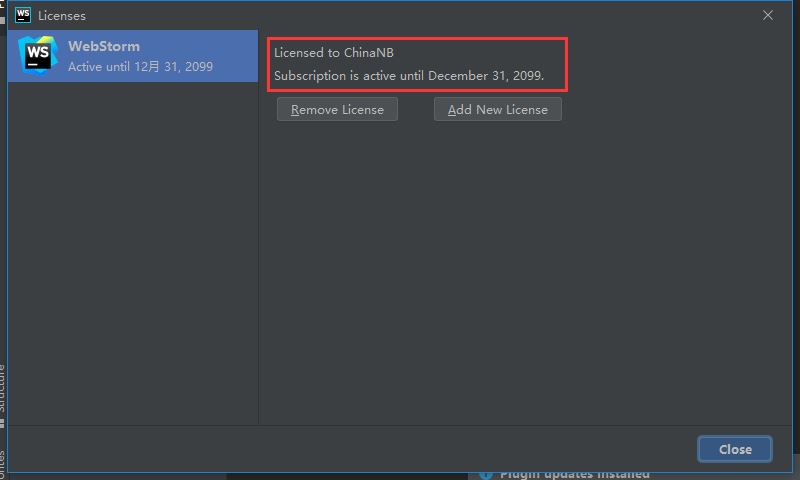 Licenses
WS
WebStorm
Active until 12月 31, 2099
Licensed to ChinaNB
Subscription is active until December 31, 2099.
Remove License
Add New License
Structure
Close
Plugin updates installed